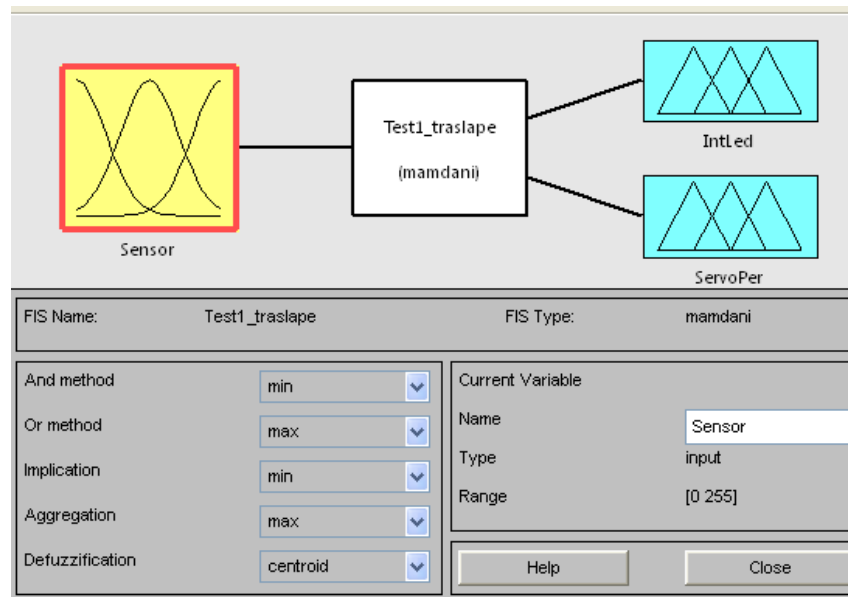 Test1_traslape
(mamdani)
IntLed
Sensor
ServoPer
FIS Name: Test1_traslape FIS Type: mamdani
And method min
Or method max
Implication min
Aggregation max
Defuzzification centroid
Current Variable
Name Sensor
Type input
Range [0 255]
Help Close